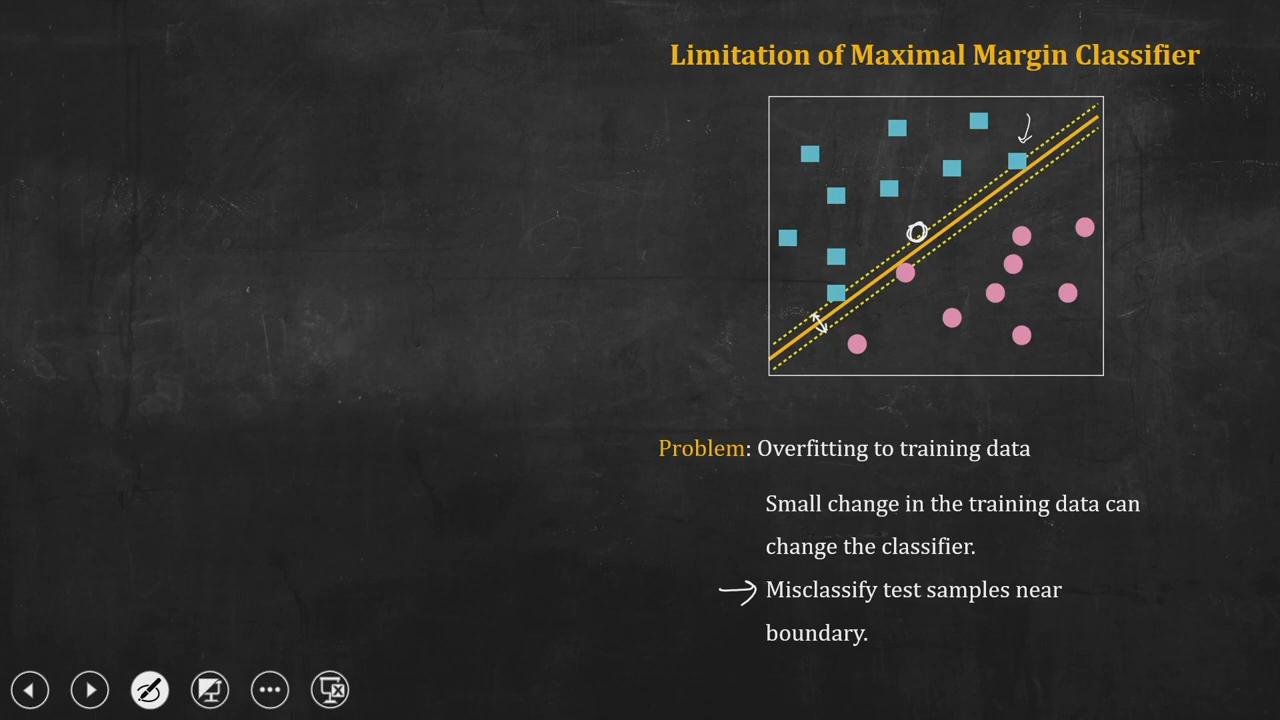 Limitation of Maximal Margin Classifier
Problem: Overfitting to training data
Small change in the training data can
change the classifier.
Misclassify test samples near
boundary.